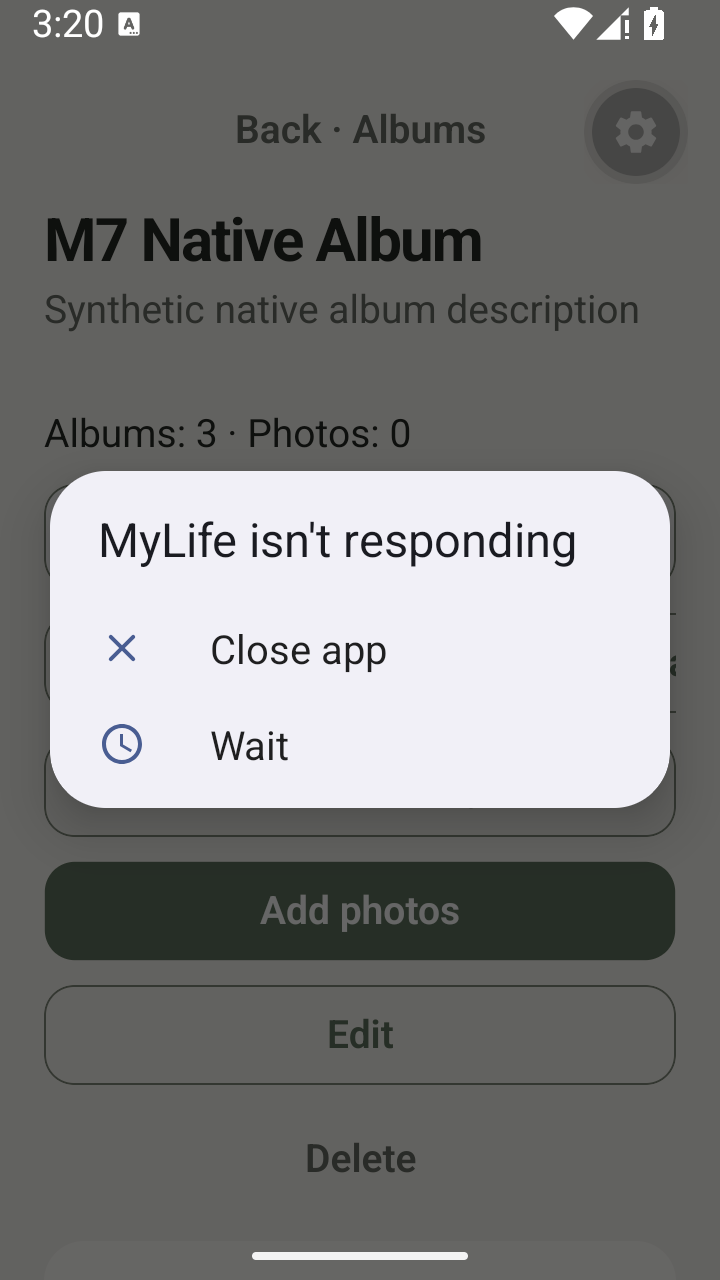 3:20
Back · Albums
M7 Native Album
Synthetic native album description
Albums: 3 · Photos: 0
MyLife isn't responding
Close app
Wait
Add photos
Edit
Delete